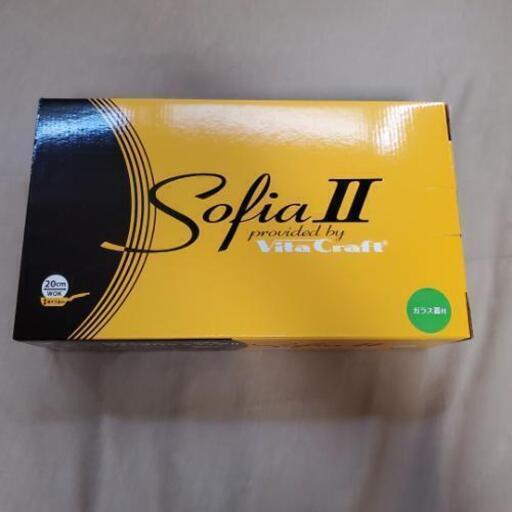 Sofia II
provided by
Vita Craft®
20cm
WOK
ガラス蓋付